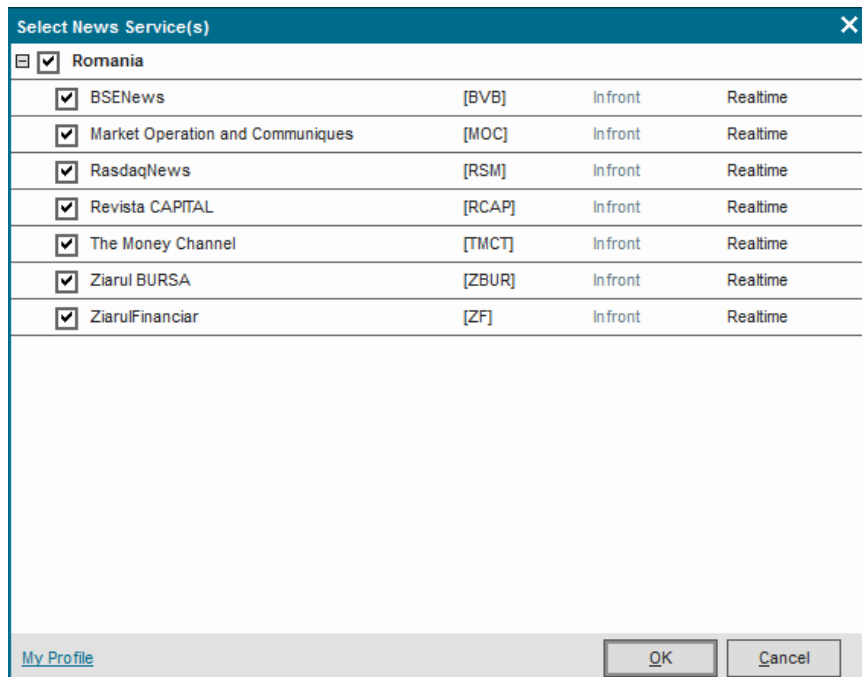 Select News Service(s)
Romania
BSENews [BVB] Infront Realtime
Market Operation and Communiques [MOC] Infront Realtime
RasdaqNews [RSM] Infront Realtime
Revista CAPITAL [RCAP] Infront Realtime
The Money Channel [TMCT] Infront Realtime
Ziarul BURSA [ZBUR] Infront Realtime
ZiarulFinanciar [ZF] Infront Realtime
My Profile OK Cancel